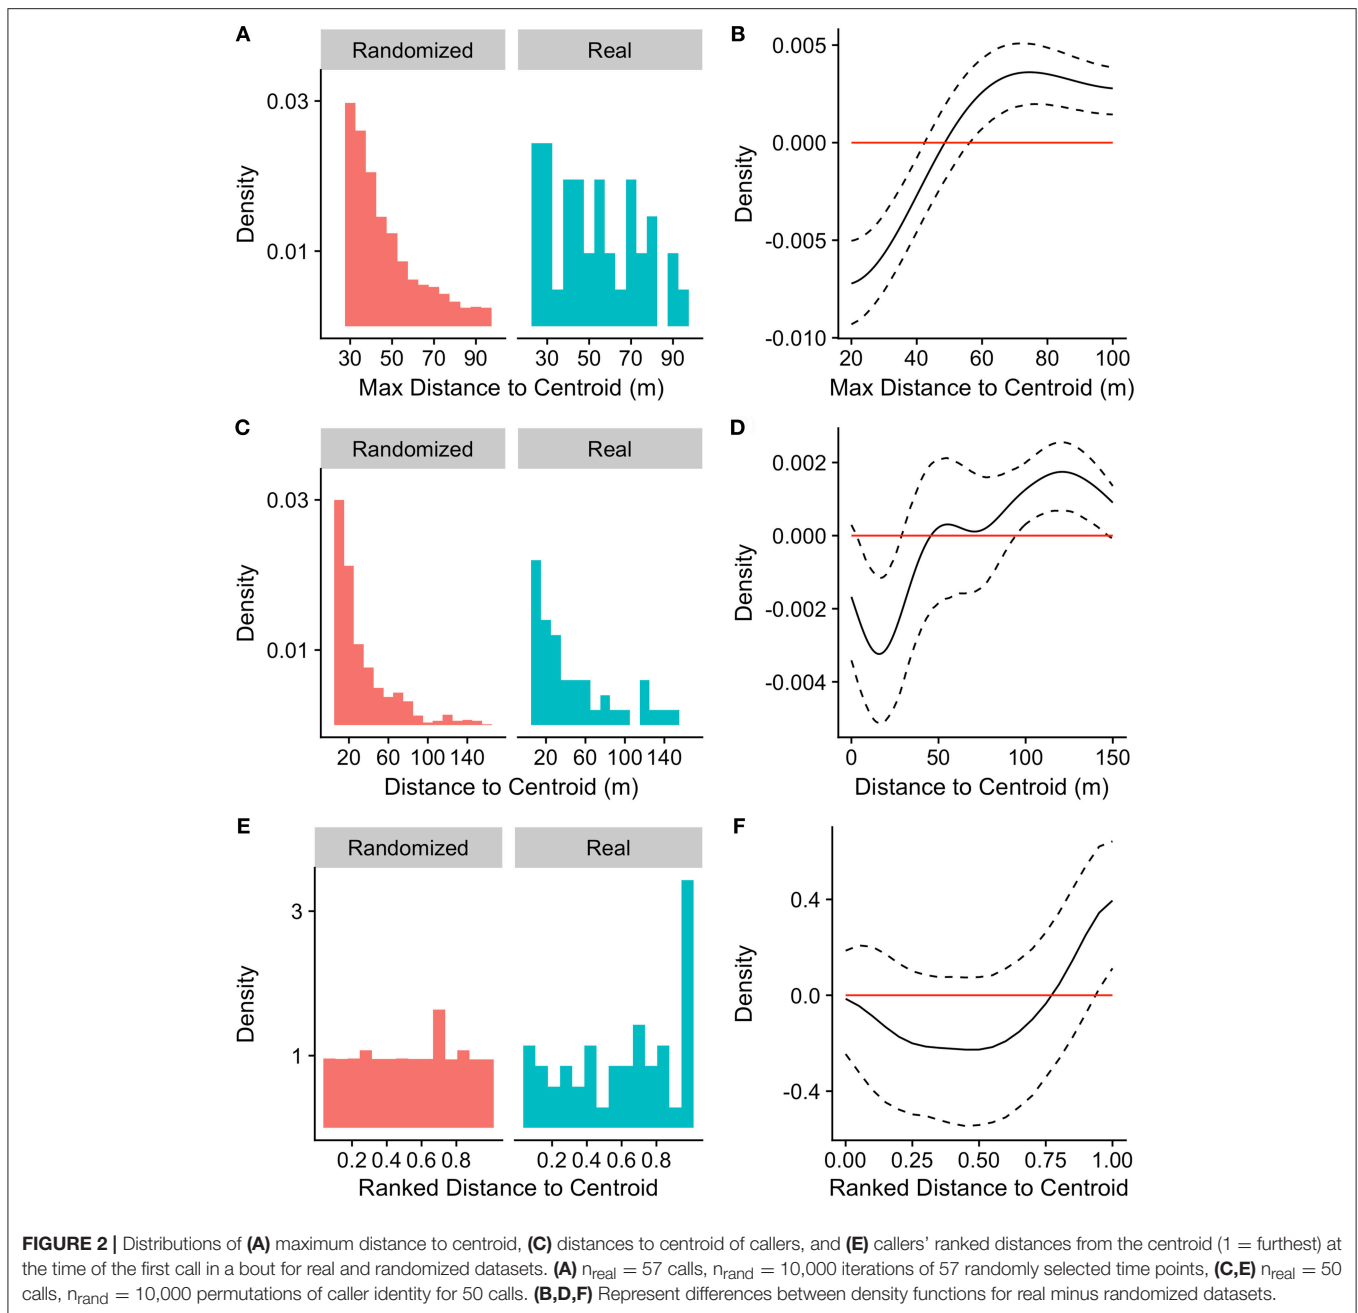 A
Randomized Real
0.03
0.01
Density
30 50 70 90 30 50 70 90
Max Distance to Centroid (m)
B
0.005
0.000
-0.005
-0.010
Density
20 40 60 80 100
Max Distance to Centroid (m)
C
Randomized Real
0.03
0.01
Density
20 60 100 140 20 60 100 140
Distance to Centroid (m)
D
0.002
0.000
-0.002
-0.004
Density
0 50 100 150
Distance to Centroid (m)
E
Randomized Real
3
1
Density
0.2 0.4 0.6 0.8 0.2 0.4 0.6 0.8
Ranked Distance to Centroid
F
0.4
0.0
-0.4
Density
0.00 0.25 0.50 0.75 1.00
Ranked Distance to Centroid
FIGURE 2 | Distributions of (A) maximum distance to centroid, (C) distances to centroid of callers, and (E) callers' ranked distances from the centroid (1 = furthest) at
the time of the first call in a bout for real and randomized datasets. (A) nreal = 57 calls, nrand = 10,000 iterations of 57 randomly selected time points, (C,E) nreal = 50
calls, nrand = 10,000 permutations of caller identity for 50 calls. (B,D,F) Represent differences between density functions for real minus randomized datasets.